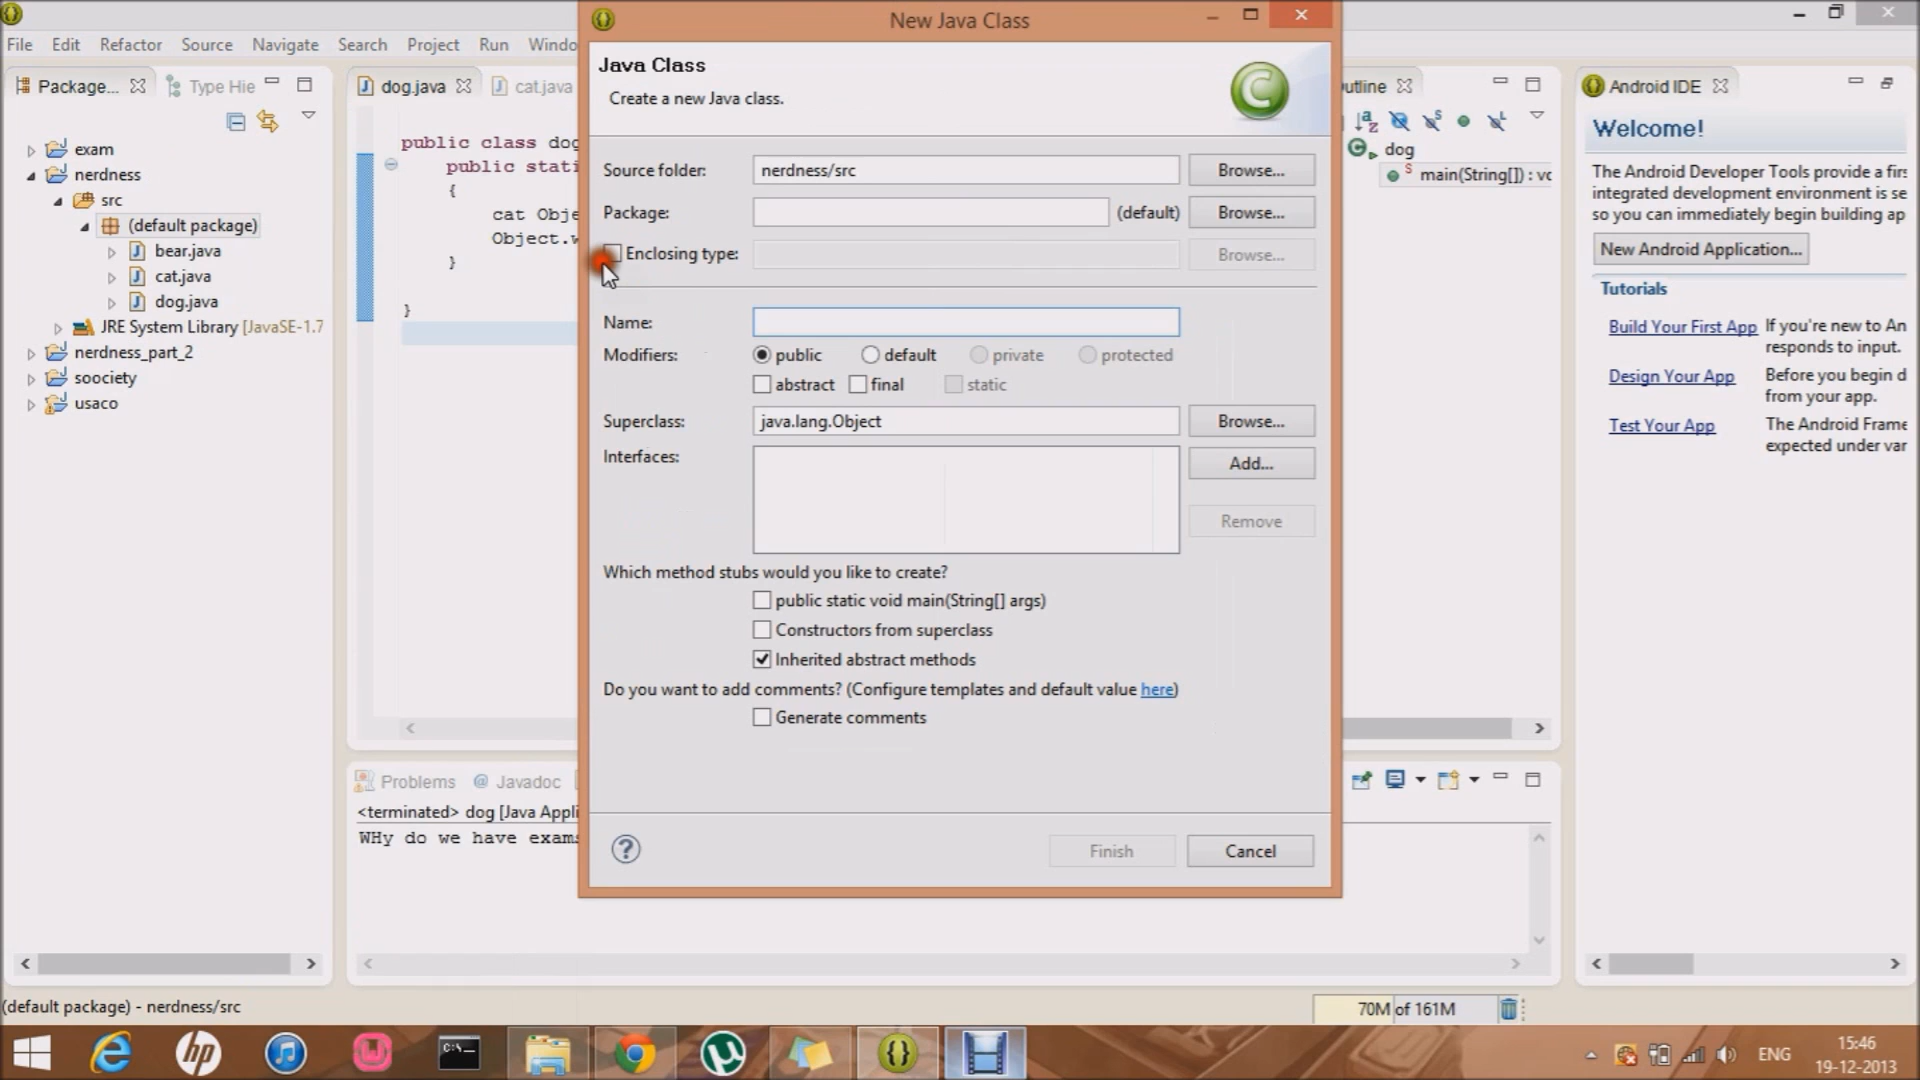 New Java Class
File Edit Refactor Source Navigate Search Project Run Windo
Package... Type Hie
exam
nerdness
src
(default package)
bear.java
cat.java
dog.java
JRE System Library [JavaSE-1.7
nerdness_part_2
soociety
usaco
dog.java cat.java
public class dog
public stati
{
cat Obje
Object.w
}
}
Java Class
Create a new Java class.
Source folder: nerdness/src Browse...
Package: (default) Browse...
Enclosing type: Browse...
Name:
Modifiers: public default private protected
abstract final static
Superclass: java.lang.Object Browse...
Interfaces: Add...
Remove
Which method stubs would you like to create?
public static void main(String[] args)
Constructors from superclass
Inherited abstract methods
Do you want to add comments? (Configure templates and default value here)
Generate comments
Finish Cancel
utline
dog
main(String[]) : vo
Android IDE
Welcome!
The Android Developer Tools provide a firs
integrated development environment is se
so you can immediately begin building ap
New Android Application...
Tutorials
Build Your First App If you're new to An
responds to input.
Design Your App Before you begin d
from your app.
Test Your App The Android Frame
expected under var
Problems @ Javadoc
<terminated> dog [Java Appli
WHy do we have exams
(default package) - nerdness/src
70M of 161M
ENG
15:46
19-12-2013